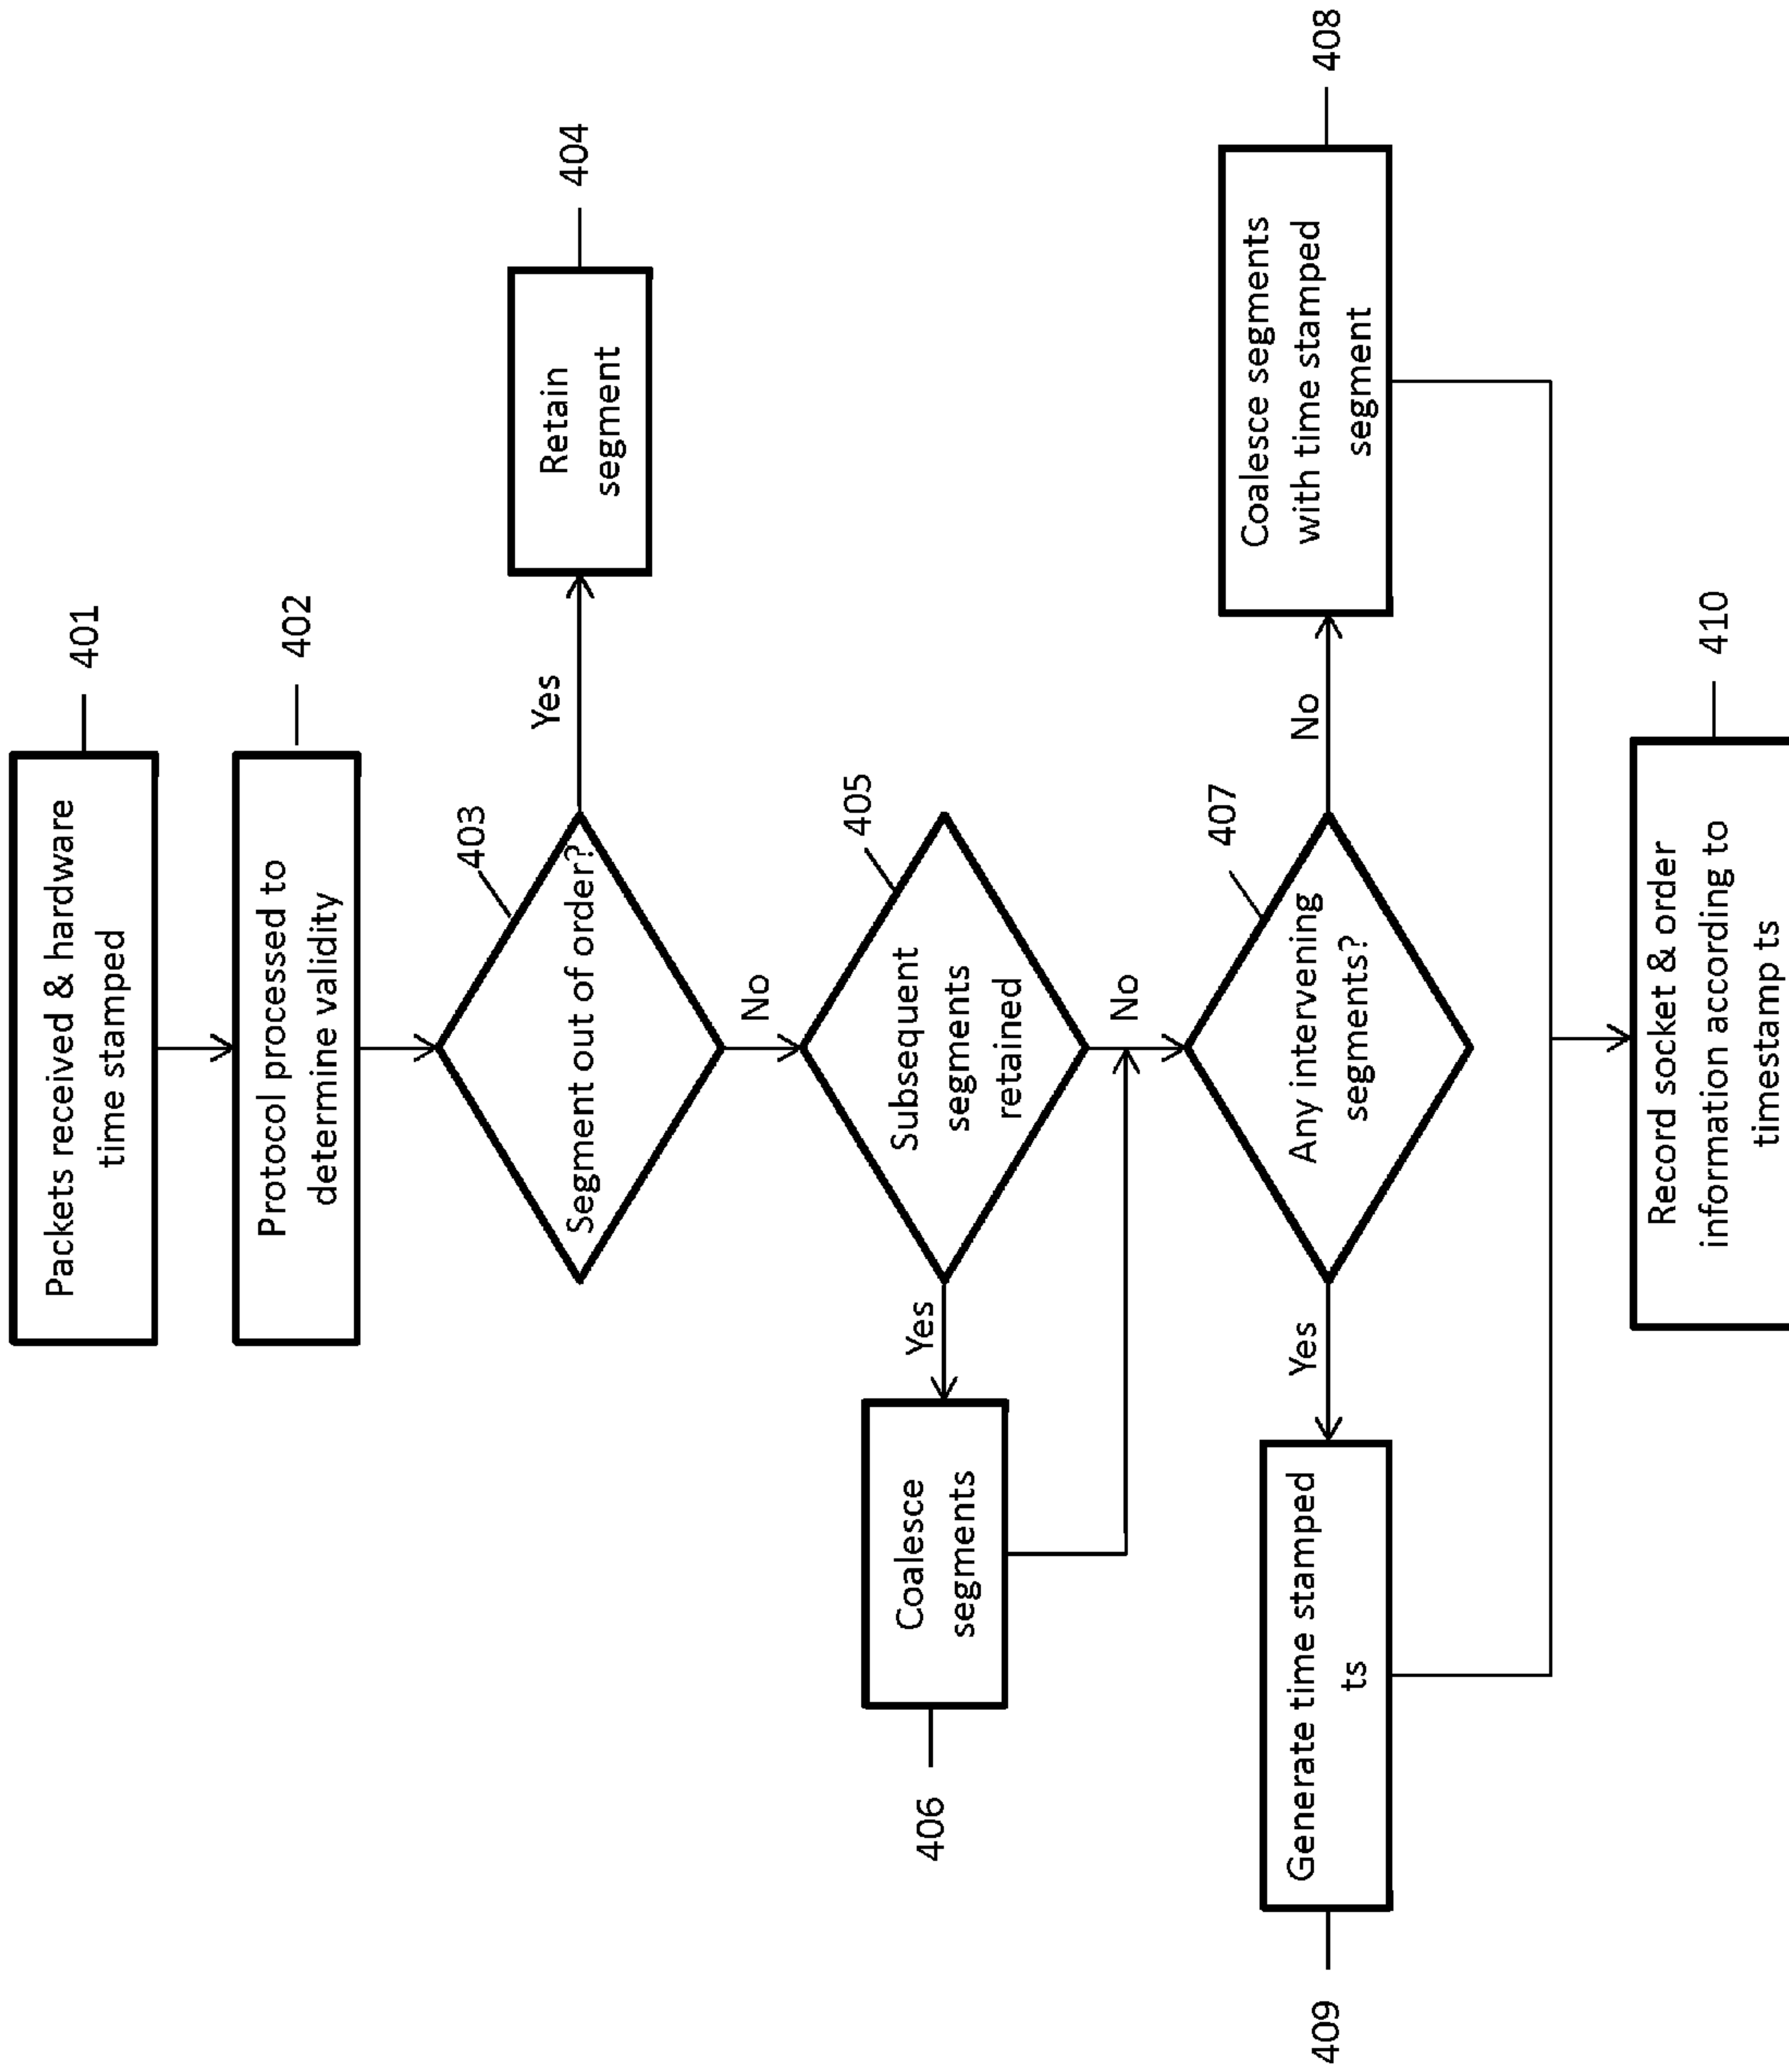 Packets received & hardware
time stamped
401
Protocol processed to
determine validity
402
403
Segment out of order?
Yes
Retain
segment
404
No
405
Subsequent
segments
retained
Yes
Coalesce
segments
406
No
407
Any intervening
segments?
No
Coalesce segments
with time stamped
segment
408
Yes
Generate time stamped
ts
409
Record socket & order
information according to
timestamp ts
410